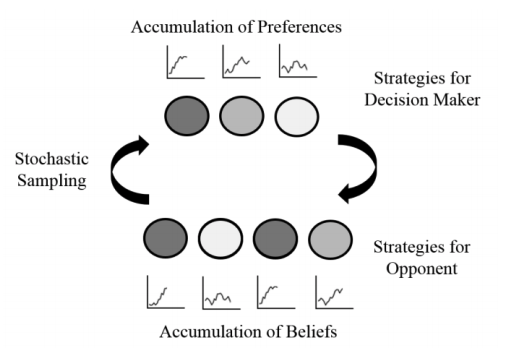 Accumulation of Preferences
Strategies for
Decision Maker
Stochastic
Sampling
Strategies for
Opponent
Accumulation of Beliefs